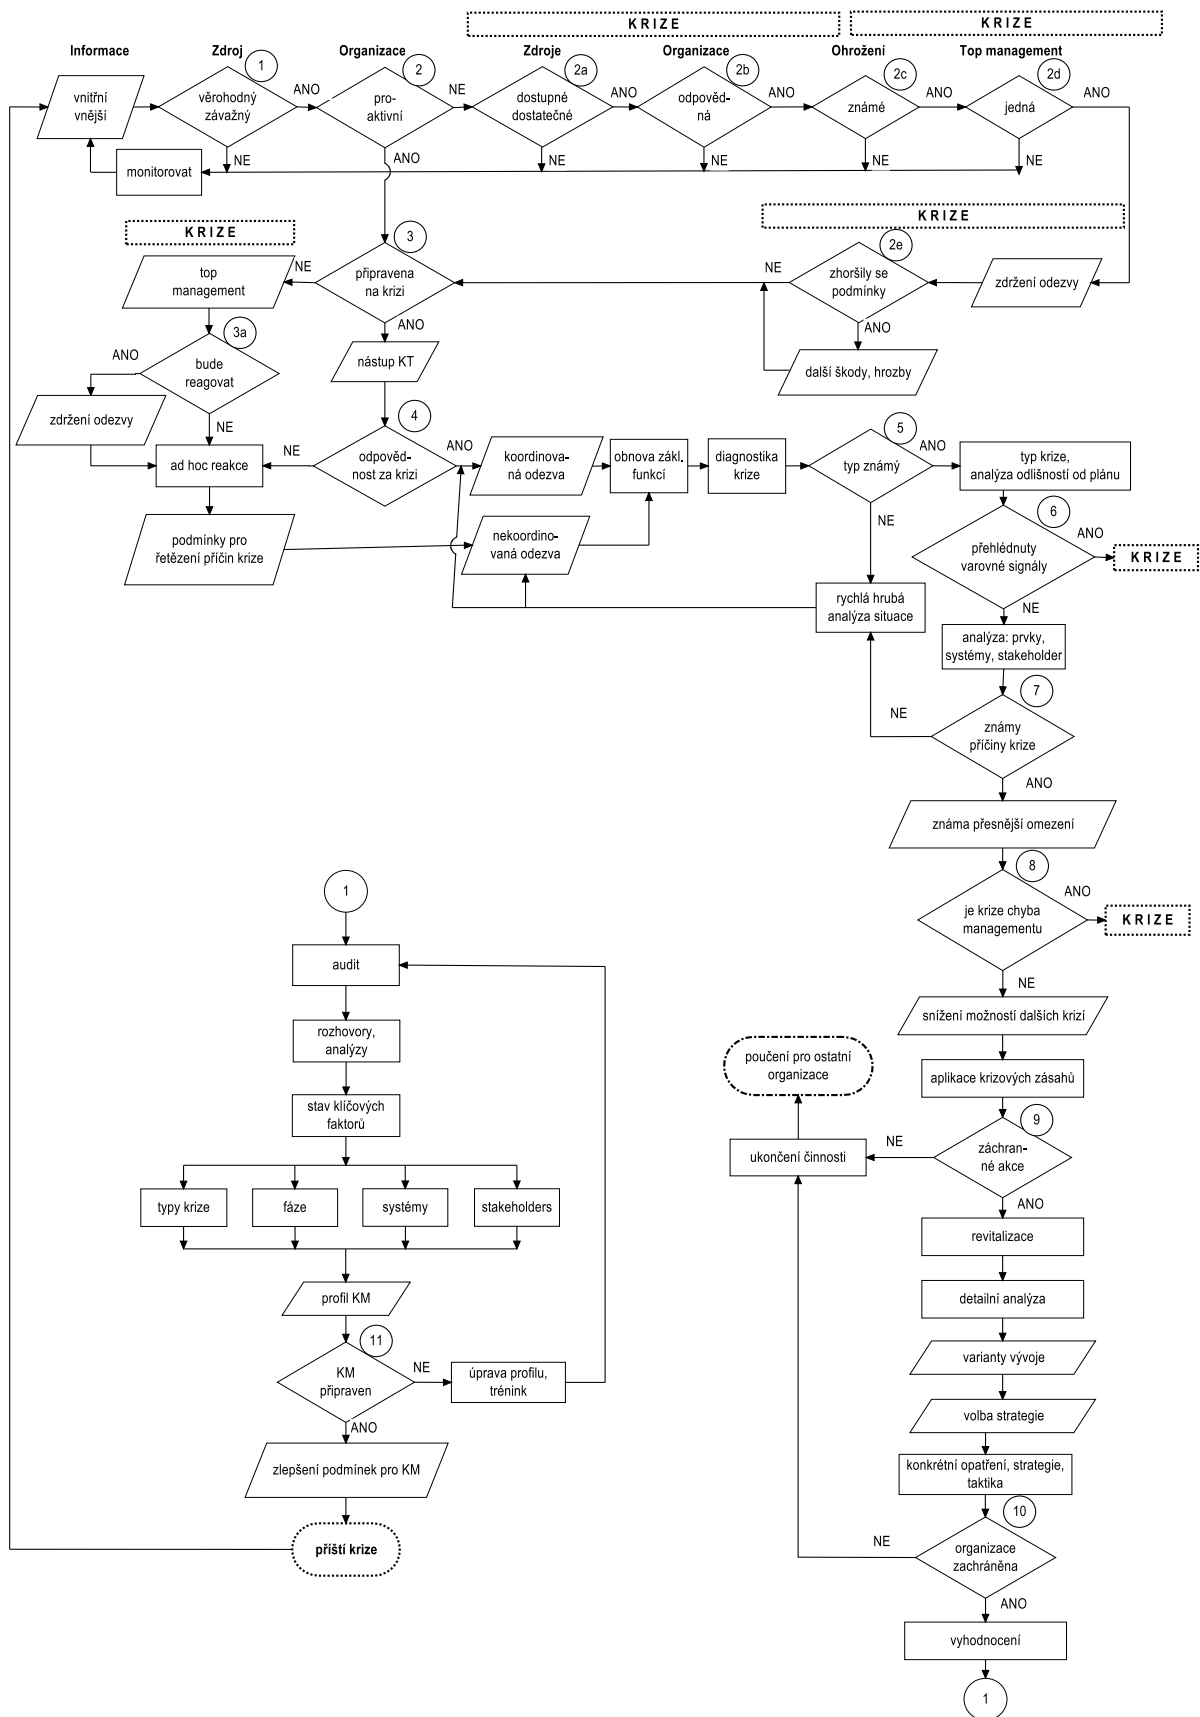 K R I Z E
K R I Z E
Informace
Zdroj
Organizace
Zdroje
Organizace
Ohrožení
Top management
1
2
2a
2b
2c
2d
vnitřní
vnější
věrohodný
závažný
ANO
pro-
aktivní
NE
dostupné
dostatečné
ANO
odpověd-
ná
ANO
známé
ANO
jedná
ANO
monitorovat
NE
ANO
NE
NE
NE
NE
K R I Z E
K R I Z E
3
2e
top
management
NE
připravena
na krizi
NE
zhoršily se
podmínky
zdržení odezvy
3a
ANO
ANO
ANO
bude
reagovat
nástup KT
další škody, hrozby
zdržení odezvy
NE
4
5
ad hoc reakce
NE
odpověd-
nost za krizi
ANO
koordinova-
ná odezva
obnova zákl.
funkcí
diagnostika
krize
typ známý
ANO
typ krize,
analýza odlišností od plánu
podmínky pro
řetězení příčin krize
nekoordino-
vaná odezva
NE
6
přehlédnuty
varovné signály
ANO
K R I Z E
rychlá hrubá
analýza situace
NE
analýza: prvky,
systémy, stakeholder
7
NE
známy
příčiny krize
ANO
známa přesnější omezení
8
je krize chyba
managementu
ANO
K R I Z E
NE
snížení možností dalších krizí
aplikace krizových zásahů
9
poučení pro ostatní
organizace
ukončení činnosti
NE
záchran-
né akce
ANO
revitalizace
detailní analýza
varianty vývoje
volba strategie
konkrétní opatření, strategie,
taktika
10
NE
organizace
zachráněna
ANO
vyhodnocení
1
1
audit
rozhovory,
analýzy
stav klíčových
faktorů
typy krize
fáze
systémy
stakeholders
profil KM
11
KM
připraven
NE
úprava profilu,
trénink
ANO
zlepšení podmínek pro KM
příští krize